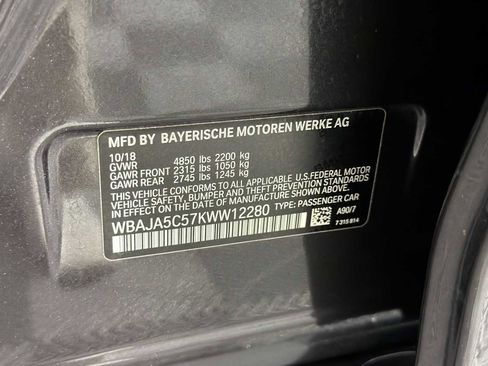 MFD BY BAYERISCHE MOTOREN WERKE AG
10/18
GVWR 4850 lbs 2200 kg
GAWR FRONT 2315 lbs 1050 kg
GAWR REAR 2745 lbs 1245 kg
THIS VEHICLE CONFORMS TO ALL APPLICABLE U.S.FEDERAL MOTOR
VEHICLE SAFETY, BUMPER AND THEFT PREVENTION
STANDARDS IN EFFECT ON THE DATE OF MANUFACTURE SHOWN ABOVE.
WBAJA5C57KWW12280 TYPE: PASSENGER CAR
A90/7
7 315 814